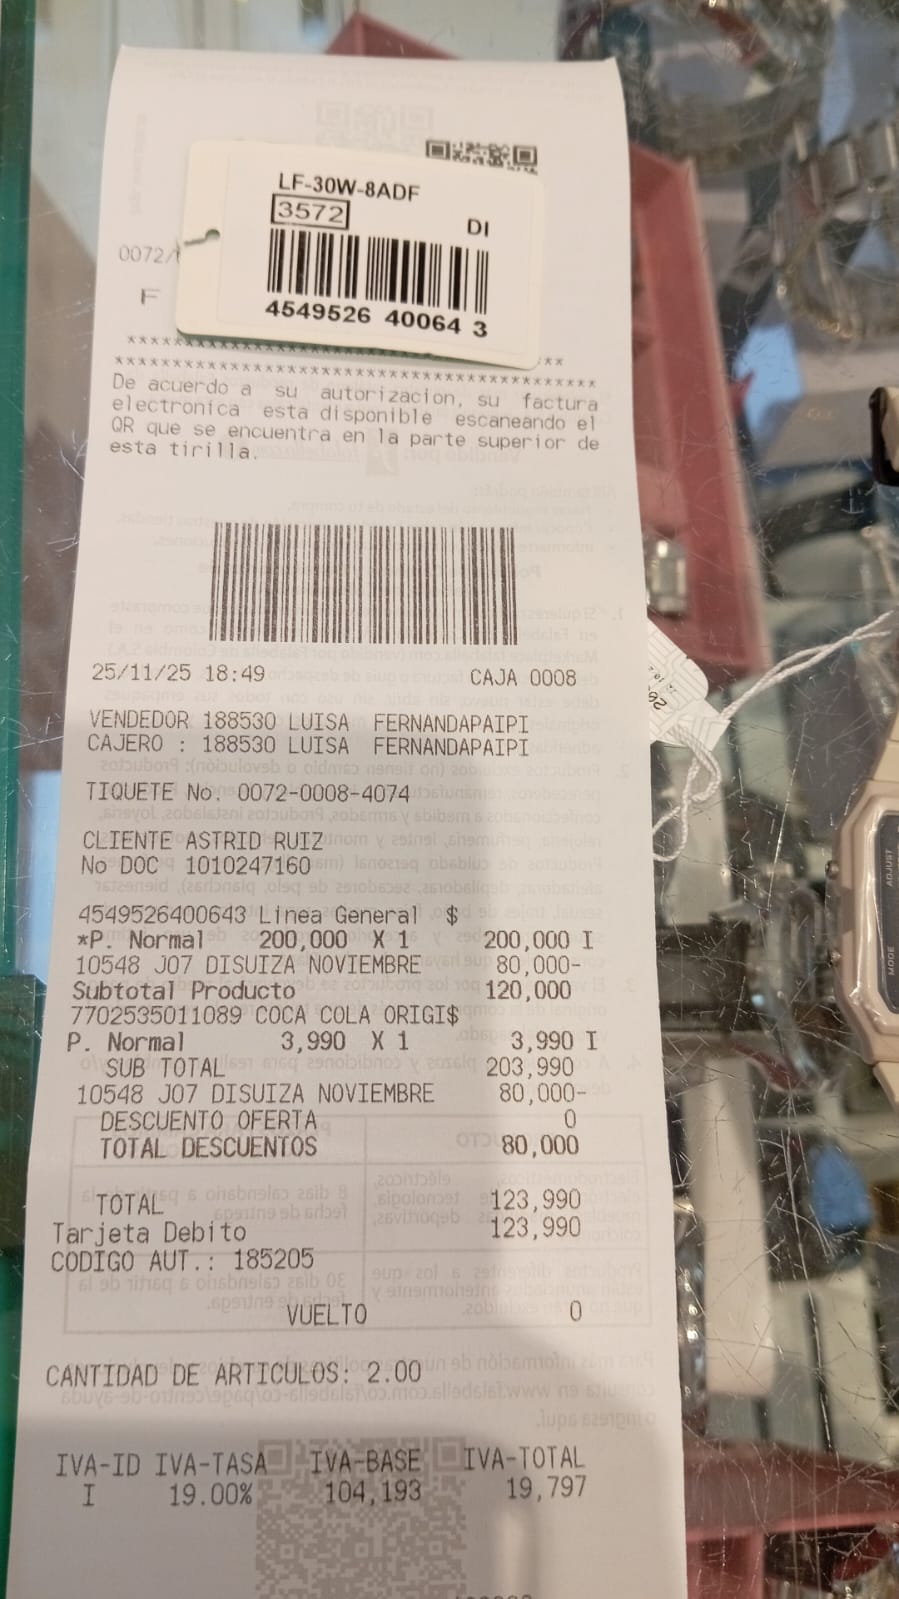 LF-30W-8ADF
3572
DI
4549526 40064 3
0072/
F
De acuerdo a su autorizacion, su factura
electronica esta disponible escaneando el
QR que se encuentra en la parte superior de
esta tirilla.
25/11/25 18:49 CAJA 0008
VENDEDOR 188530 LUISA FERNANDAPAIPI
CAJERO : 188530 LUISA FERNANDAPAIPI
TIQUETE No. 0072-0008-4074
CLIENTE ASTRID RUIZ
No DOC 1010247160
4549526400643 Linea General $
*P. Normal 200,000 X 1 200,000 I
10548 J07 DISUIZA NOVIEMBRE 80,000-
Subtotal Producto 120,000
7702535011089 COCA COLA ORIGI$
P. Normal 3,990 X 1 3,990 I
SUB TOTAL 203,990
10548 J07 DISUIZA NOVIEMBRE 80,000-
DESCUENTO OFERTA 0
TOTAL DESCUENTOS 80,000
TOTAL 123,990
Tarjeta Debito 123,990
CODIGO AUT.: 185205
VUELTO 0
CANTIDAD DE ARTICULOS: 2.00
IVA-ID IVA-TASA IVA-BASE IVA-TOTAL
I 19.00% 104,193 19,797
ADJUST
MODE